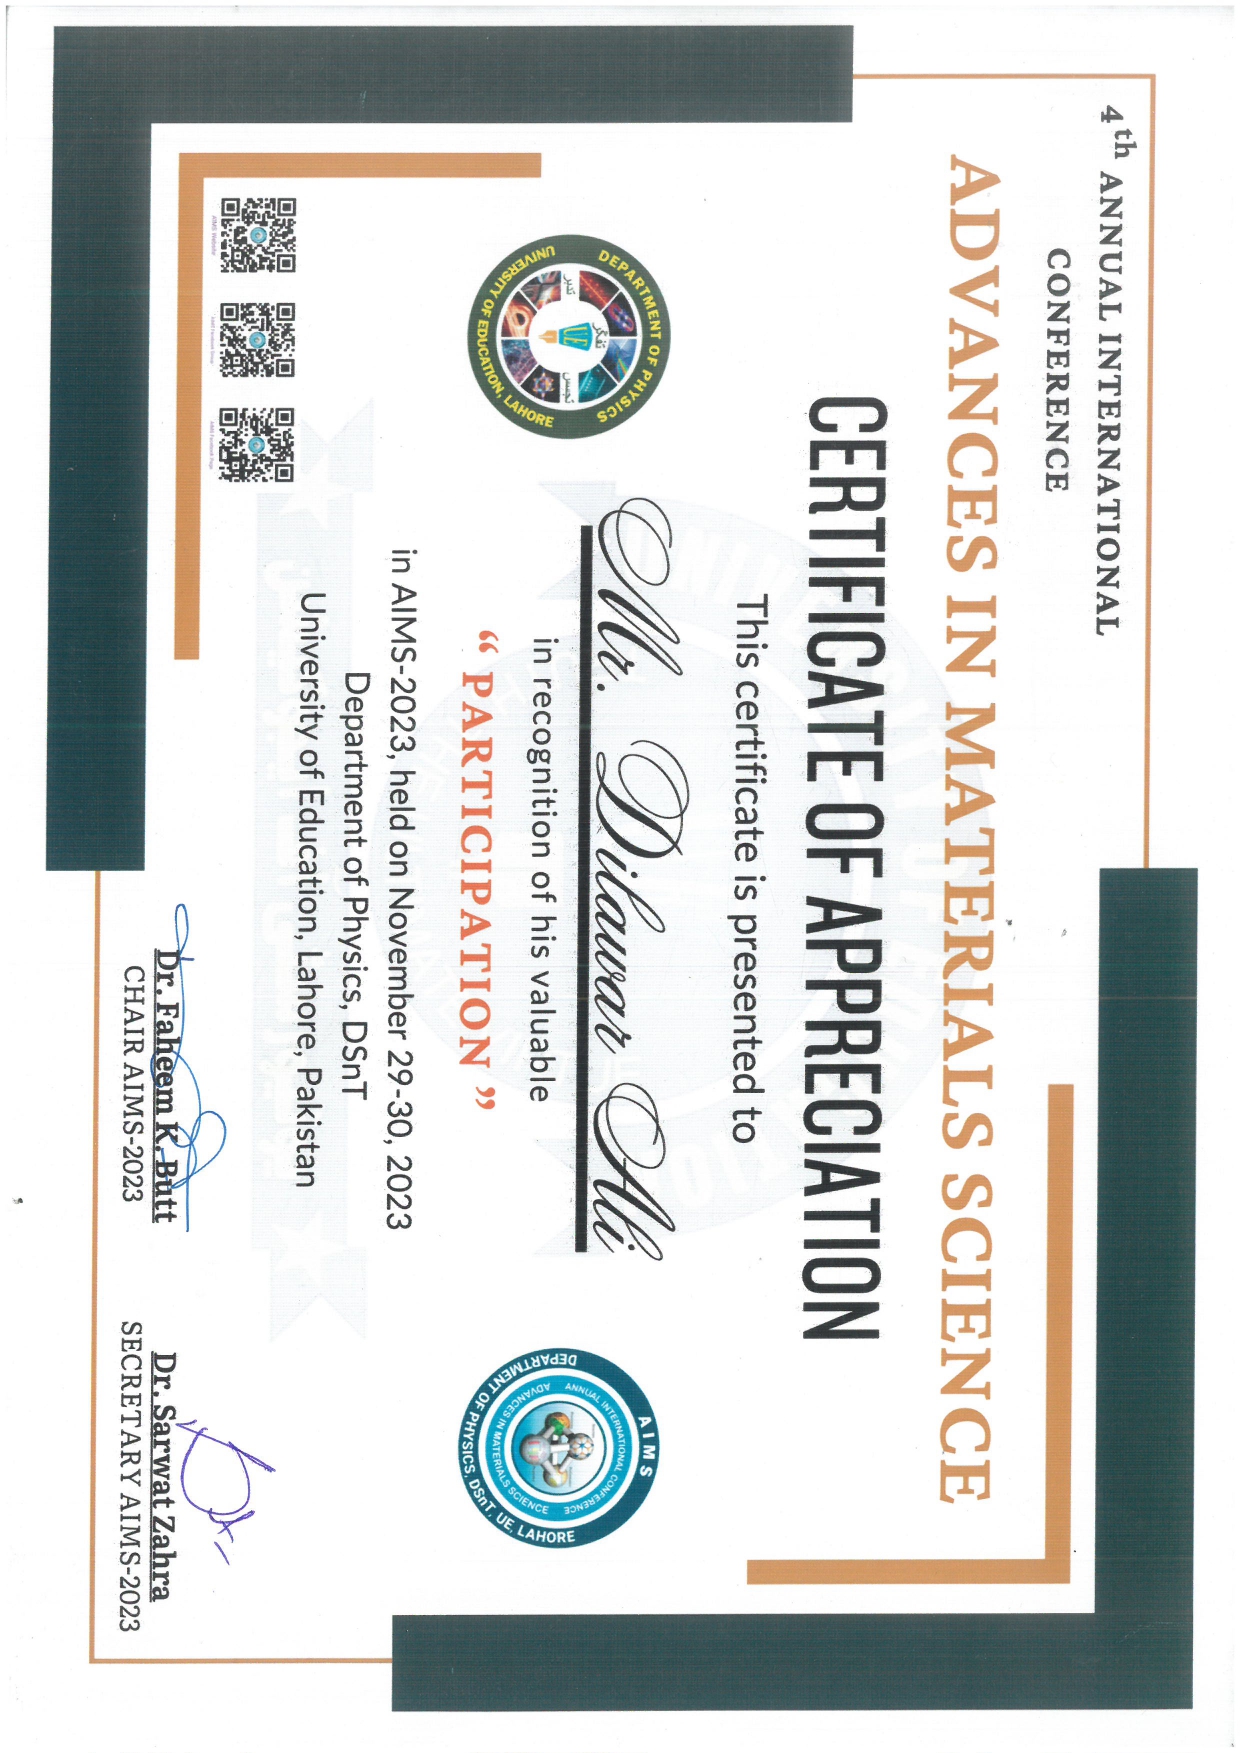 4th ANNUAL INTERNATIONAL
CONFERENCE
ADVANCES IN MATERIALS SCIENCE
CERTIFICATE OF APPRECIATION
This certificate is presented to
Mr. Dilawar Ali
in recognition of his valuable
“ PARTICIPATION ”
in AIMS-2023, held on November 29-30, 2023
Department of Physics, DSnT
University of Education, Lahore, Pakistan
DEPARTMENT OF PHYSICS
تفکّر
تدبر
تجسس
UE
UNIVERSITY OF EDUCATION, LAHORE
AIMS
ANNUAL INTERNATIONAL CONFERENCE
ADVANCES IN MATERIALS SCIENCE
DEPARTMENT OF PHYSICS, DSnT, UE, LAHORE
AIMS Website
AIMS Facebook Group
AIMS Facebook Page
Dr. Faheem K. Butt
CHAIR AIMS-2023
Dr. Sarwat Zahra
SECRETARY AIMS-2023